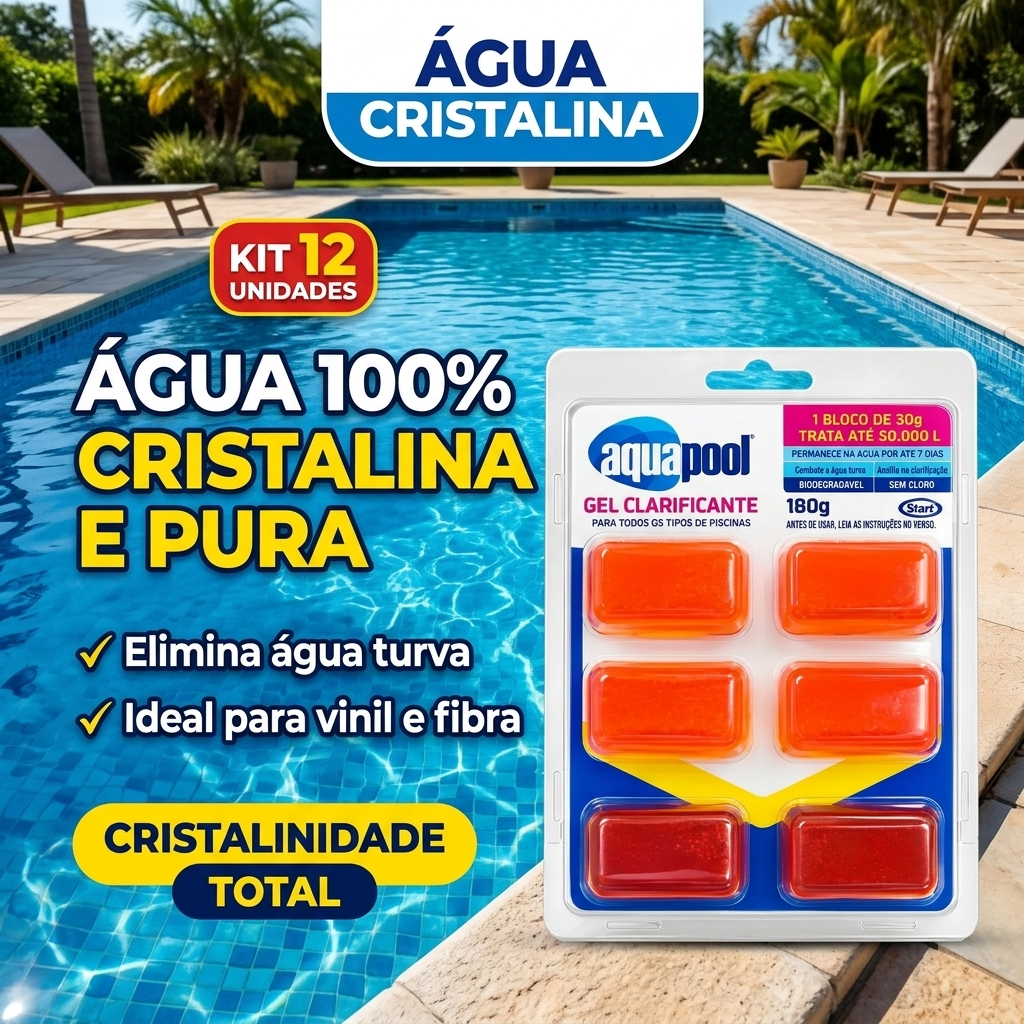 ÁGUA
CRISTALINA
KIT 12
UNIDADES
ÁGUA 100%
CRISTALINA
E PURA
✓ Elimina água turva
✓ Ideal para vinil e fibra
CRISTALINIDADE
TOTAL
aquapool
GEL CLARIFICANTE
PARA TODOS GS TIPOS DE PISCINAS
1 BLOCO DE 30g
TRATA ATÉ SO.000 L
PERMANECE NA AGUA POR ATE 7 DIAS
Cembate a Água tursa
Ansilia na clarificação
BIODEGRADAVEL
SEM CLORO
180g
Start
ANTES DE USAR, LEIA AS INSTRUÇÕES NO VERSO.